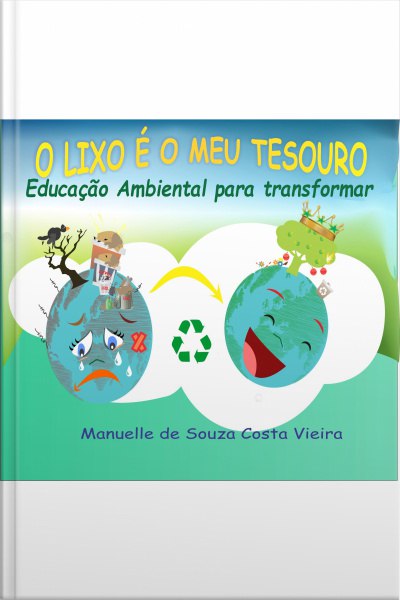 O LIXO É O MEU TESOURO
Educação Ambiental para transformar
Manuelle de Souza Costa Vieira